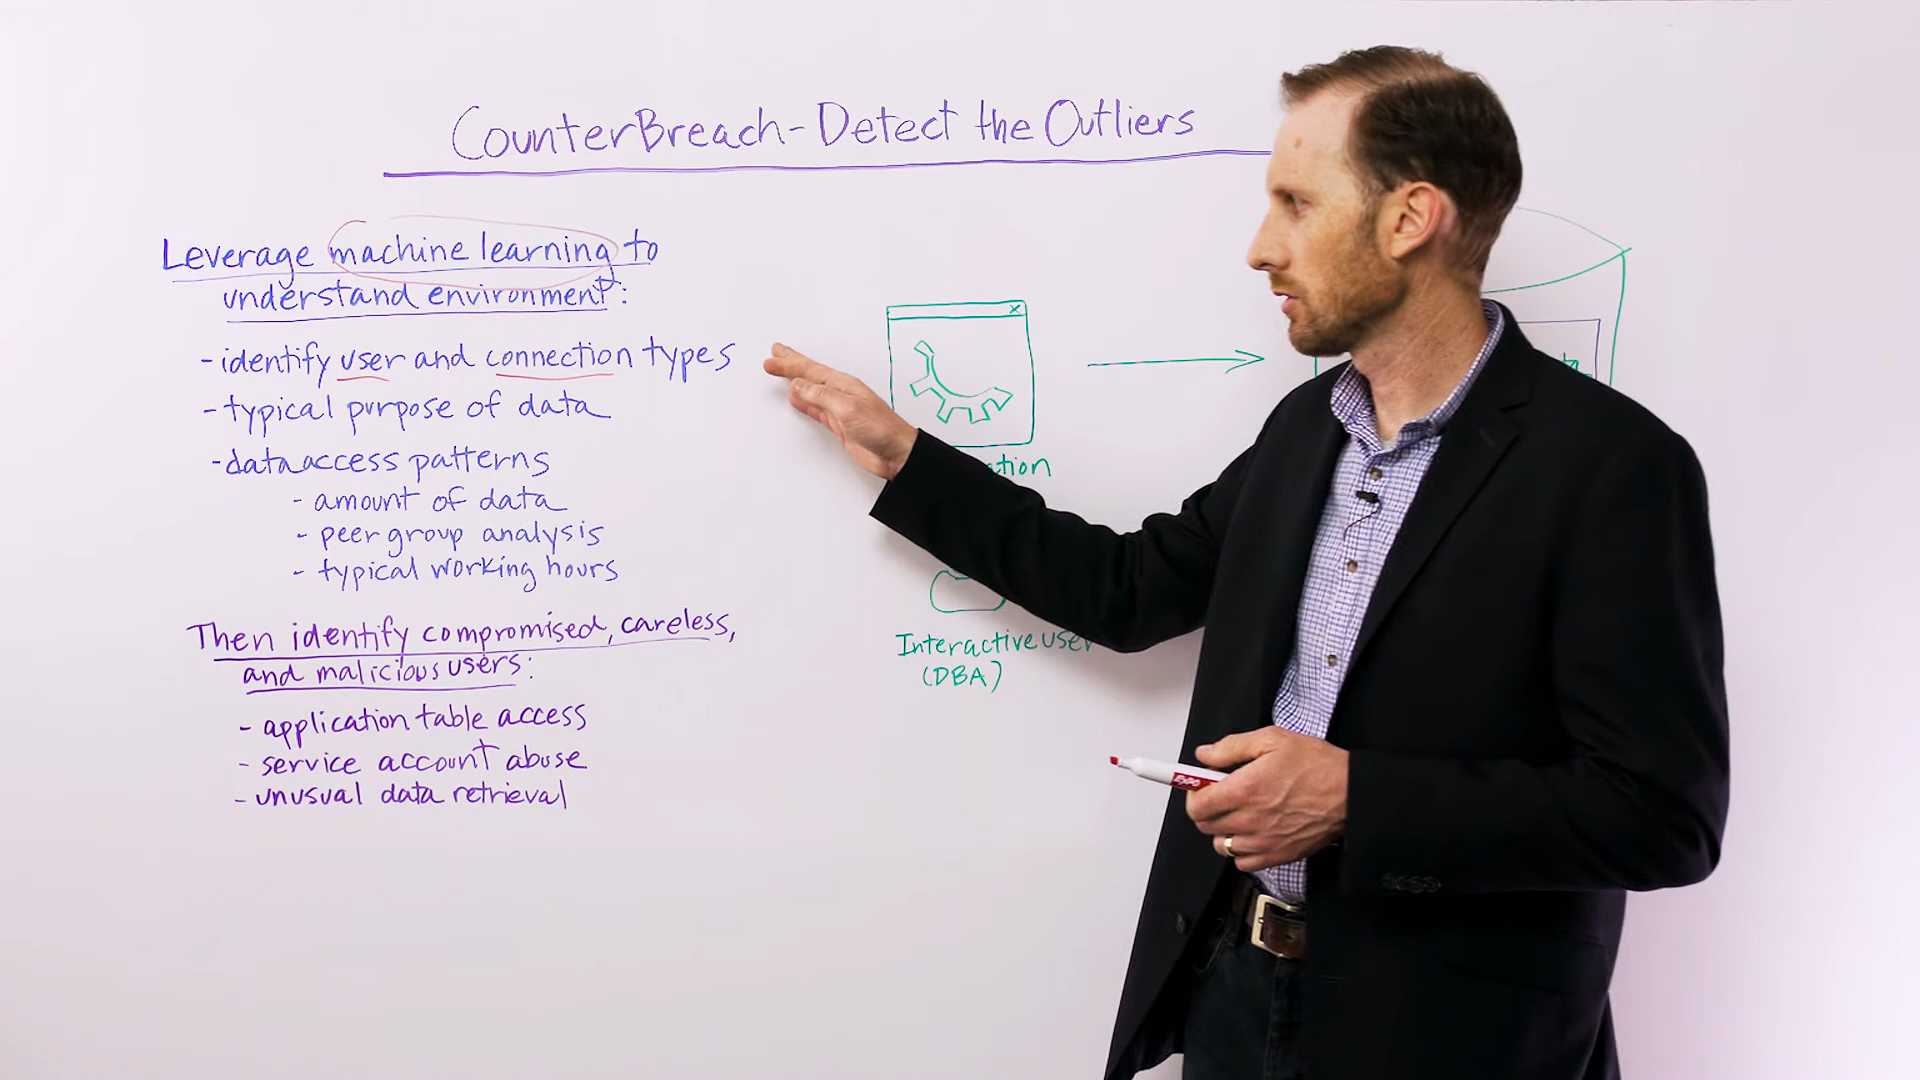 CounterBreach - Detect the Outliers
Leverage machine learning to
understand environment:
- identify user and connection types
- typical purpose of data
- data access patterns
- amount of data
- peer group analysis
- typical working hours
Then identify compromised, careless,
and malicious users:
- application table access
- service account abuse
- unusual data retrieval
Interactive user
(DBA)
EXPO